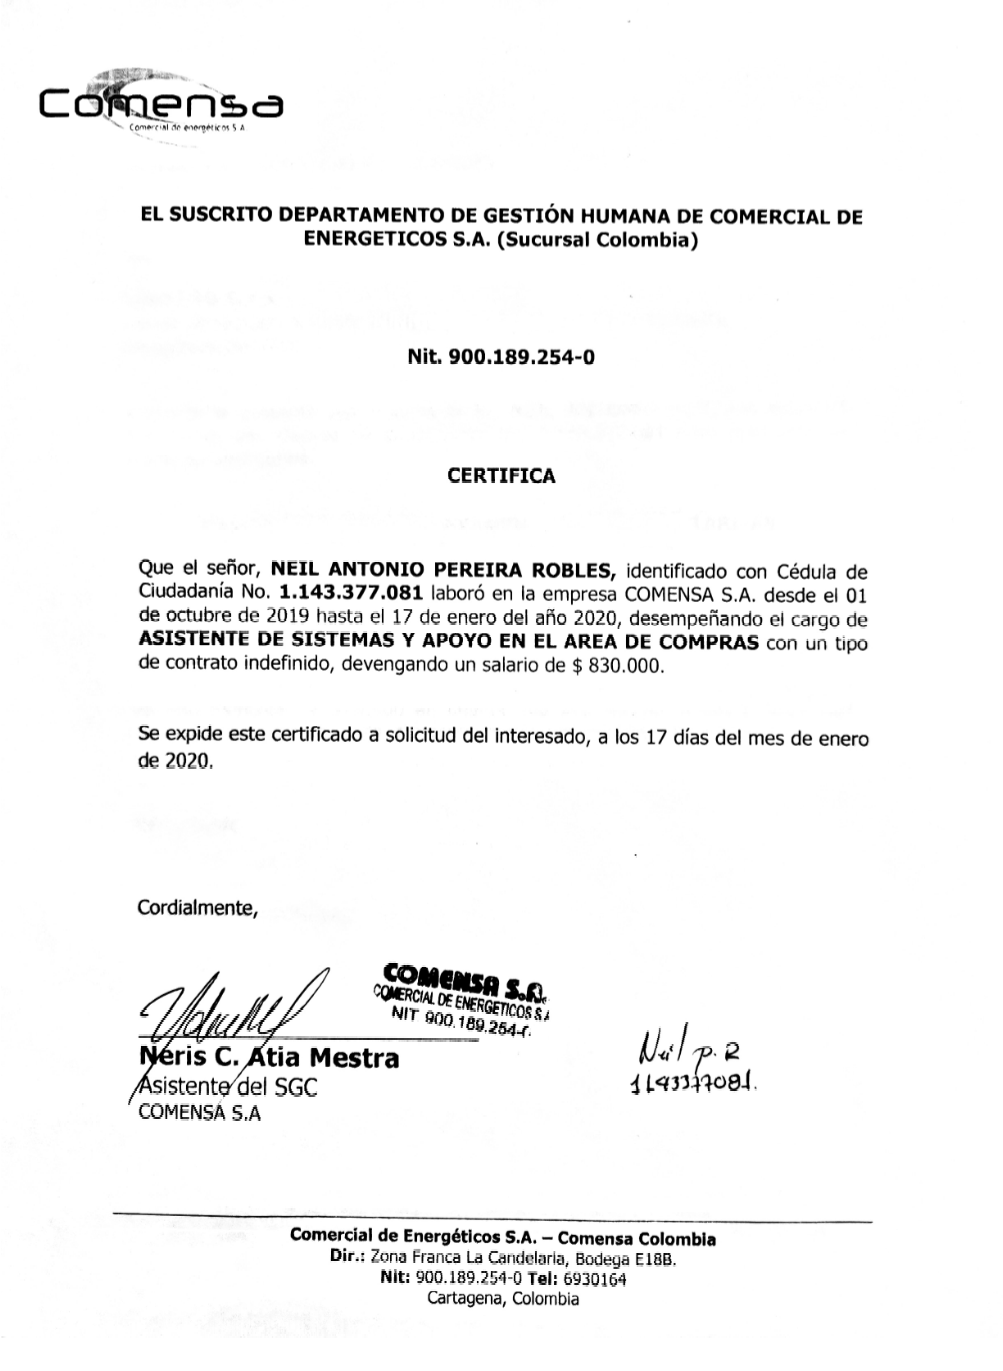 Comensa
Comercial de energéticos S A
EL SUSCRITO DEPARTAMENTO DE GESTIÓN HUMANA DE COMERCIAL DE
ENERGETICOS S.A. (Sucursal Colombia)
Nit. 900.189.254-0
CERTIFICA
Que el señor, NEIL ANTONIO PEREIRA ROBLES, identificado con Cédula de
Ciudadanía No. 1.143.377.081 laboró en la empresa COMENSA S.A. desde el 01
de octubre de 2019 hasta el 17 de enero del año 2020, desempeñando el cargo de
ASISTENTE DE SISTEMAS Y APOYO EN EL AREA DE COMPRAS con un tipo
de contrato indefinido, devengando un salario de $ 830.000.
Se expide este certificado a solicitud del interesado, a los 17 días del mes de enero
de 2020.
Cordialmente,
COMENSA S.A.
COMERCIAL DE ENERGETICOS S.A
NIT 900.189.254-
Neris C. Atia Mestra
Asistente del SGC
COMENSA S.A
Neil p. R
1143377081.
Comercial de Energéticos S.A. – Comensa Colombia
Dir.: Zona Franca La Candelaria, Bodega E18B.
Nit: 900.189.254-0 Tel: 6930164
Cartagena, Colombia